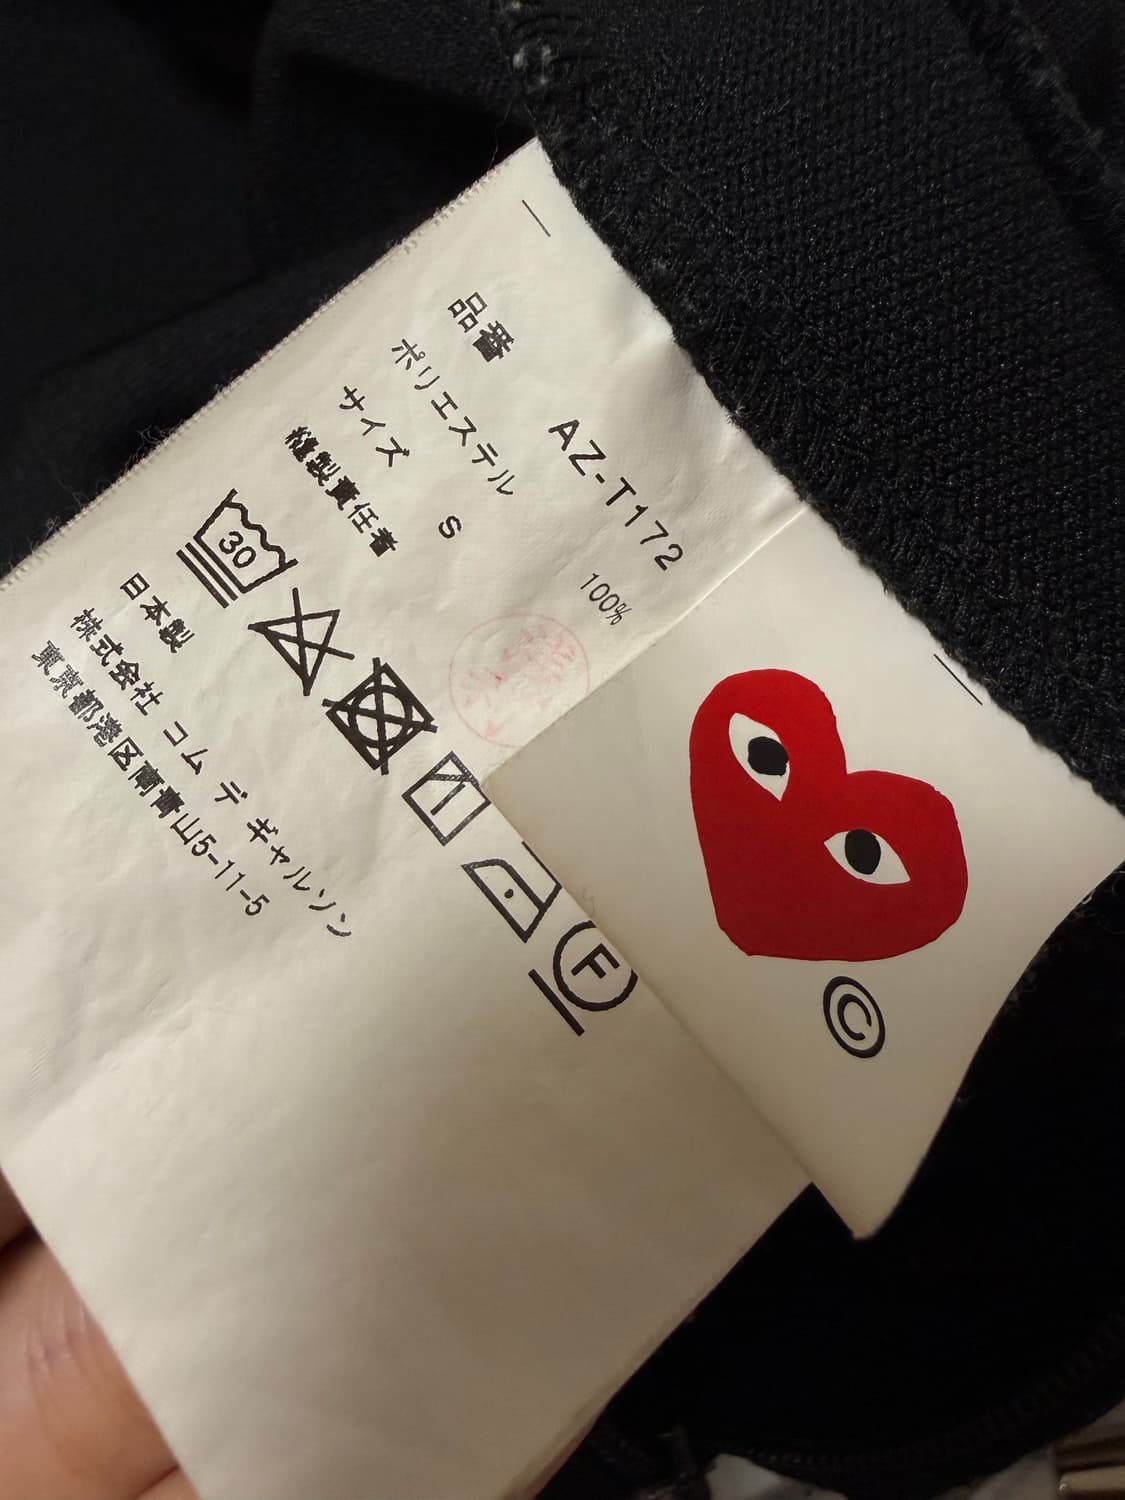 品番 AZ-T172
ポリエステル 100%
サイズ S
縫製責任者
30
F
日本製
株式会社 コム デ ギャルソン
東京都港区南青山5-11-5
©